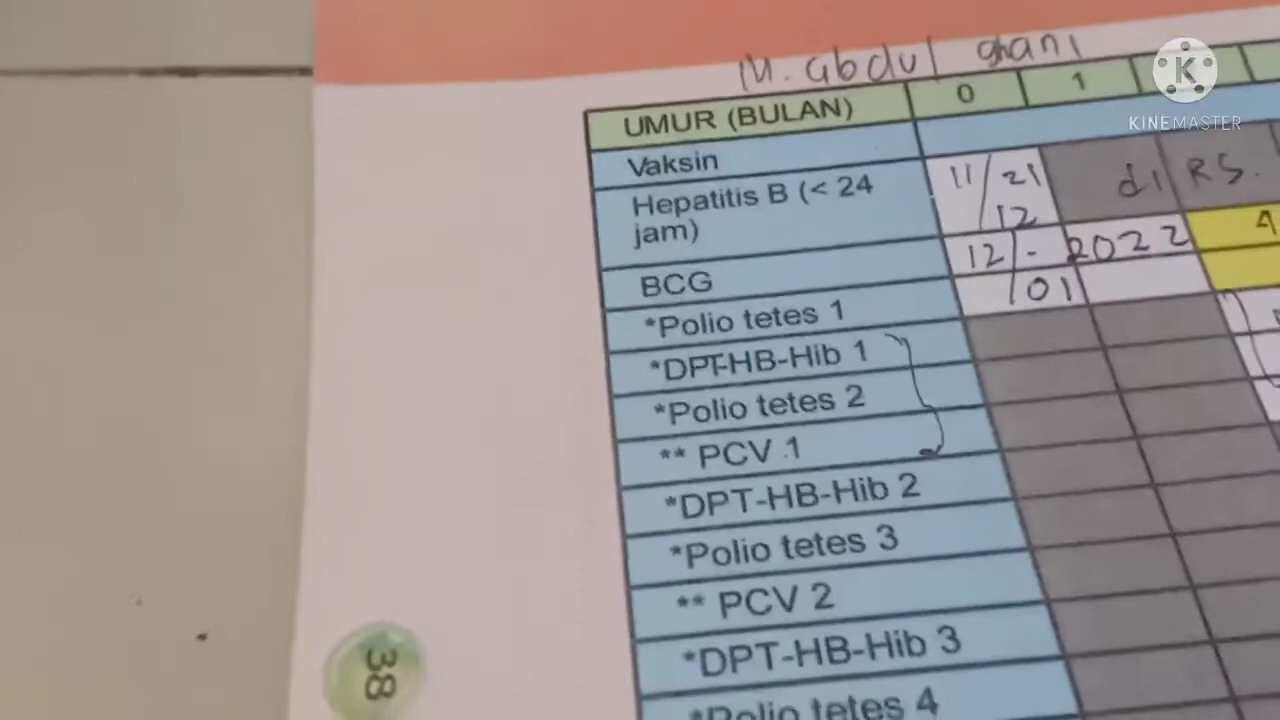 M. Abdul ghani
K
KINEMASTER
UMUR (BULAN) 0 1
Vaksin
Hepatitis B (< 24 jam) 11/12 21 di RS.
BCG 12/01 - 2022 4
*Polio tetes 1
*DPT-HB-Hib 1
*Polio tetes 2
** PCV 1
*DPT-HB-Hib 2
*Polio tetes 3
** PCV 2
*DPT-HB-Hib 3
*Polio tetes 4
38